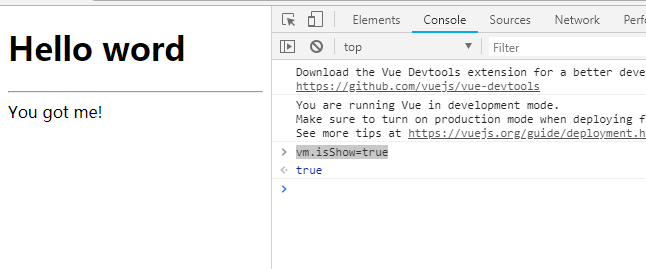 Hello word
You got me!
Elements Console Sources Network Perfor
top Filter
Download the Vue Devtools extension for a better deve
https://github.com/vuejs/vue-devtools
You are running Vue in development mode.
Make sure to turn on production mode when deploying f
See more tips at https://vuejs.org/guide/deployment.h
> vm.isShow=true
true
>